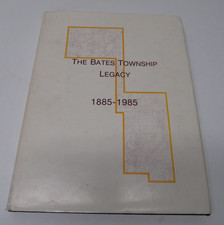 THE BATES TOWNSHIP
LEGACY
1885-1985